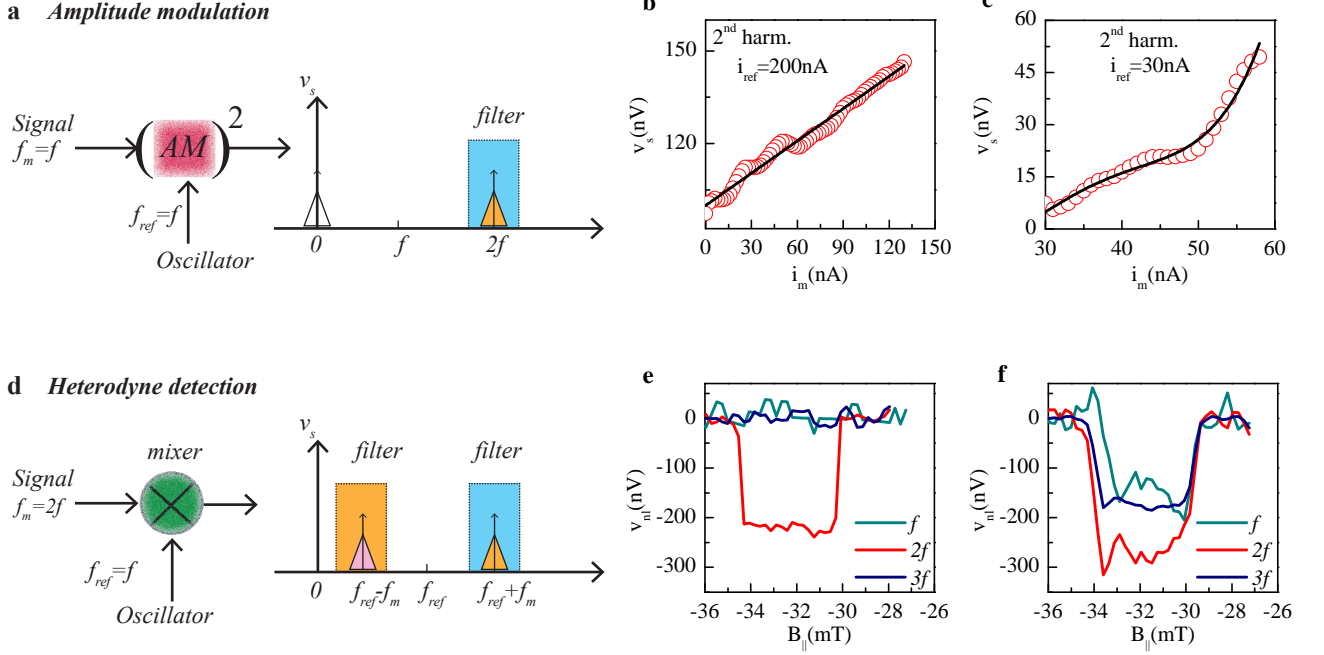 a Amplitude modulation
Signal
f_m=f
( AM )^2
f_ref=f
Oscillator
v_s
filter
0 f 2f
b
2nd harm.
i_ref=200nA
v_s(nV)
150
120
0 30 60 90 120 150
i_m(nA)
c
2nd harm.
i_ref=30nA
v_s(nV)
60
45
30
15
0
30 40 50 60
i_m(nA)
d Heterodyne detection
Signal
f_m=2f
mixer
f_ref=f
Oscillator
v_s
filter filter
0 f_ref-f_m f_ref f_ref+f_m
e
v_nl(nV)
0
-100
-200
-300
f
2f
3f
-36 -34 -32 -30 -28 -26
B_||(mT)
f
v_nl(nV)
0
-100
-200
-300
f
2f
3f
-36 -34 -32 -30 -28 -26
B_||(mT)